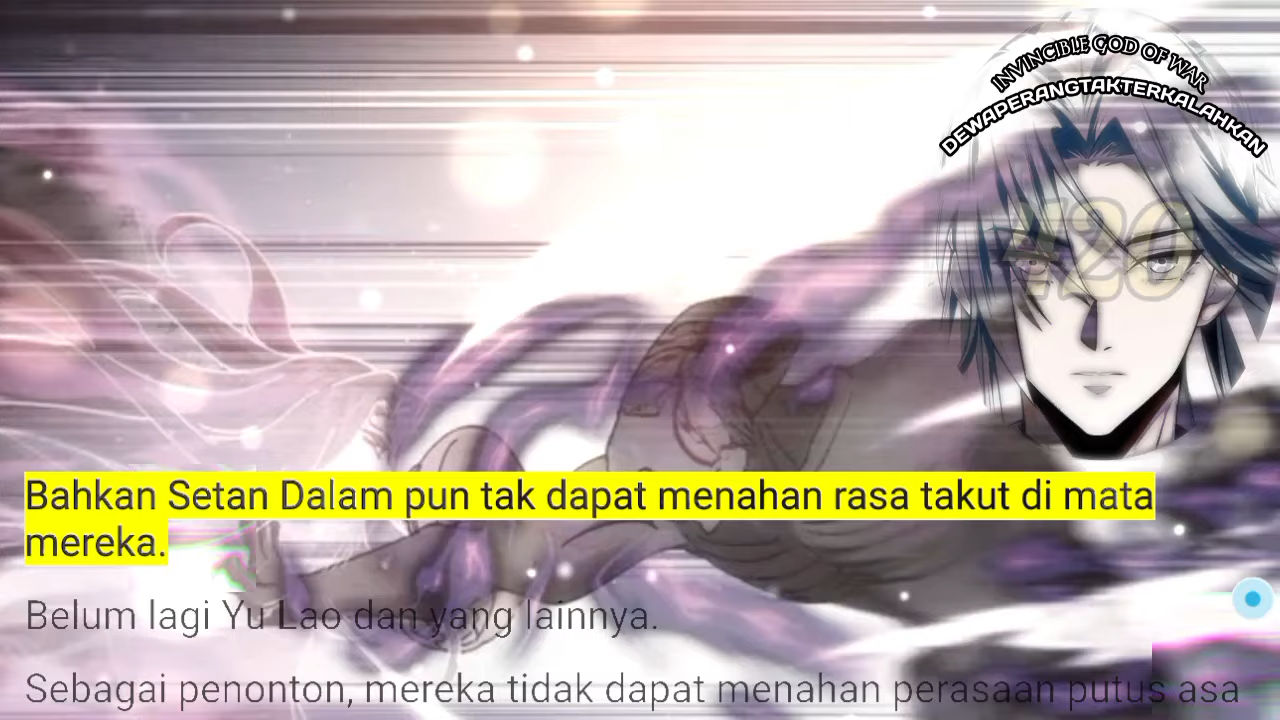 INVINCIBLE GOD OF WAR
DEWAPERANGTAKTERKALAHKAN
#26
Bahkan Setan Dalam pun tak dapat menahan rasa takut di mata
mereka.
Belum lagi Yu Lao dan yang lainnya.
Sebagai penonton, mereka tidak dapat menahan perasaan putus asa